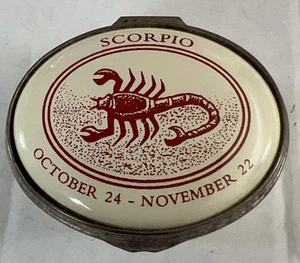 SCORPIO
OCTOBER 24 - NOVEMBER 22